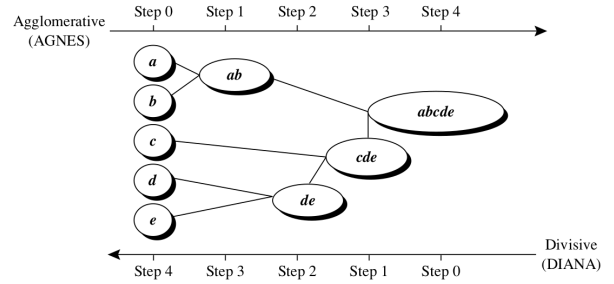 Agglomerative
(AGNES)
Step 0 Step 1 Step 2 Step 3 Step 4
a
ab
b
abcde
c
cde
d
de
e
Divisive
(DIANA)
Step 4 Step 3 Step 2 Step 1 Step 0